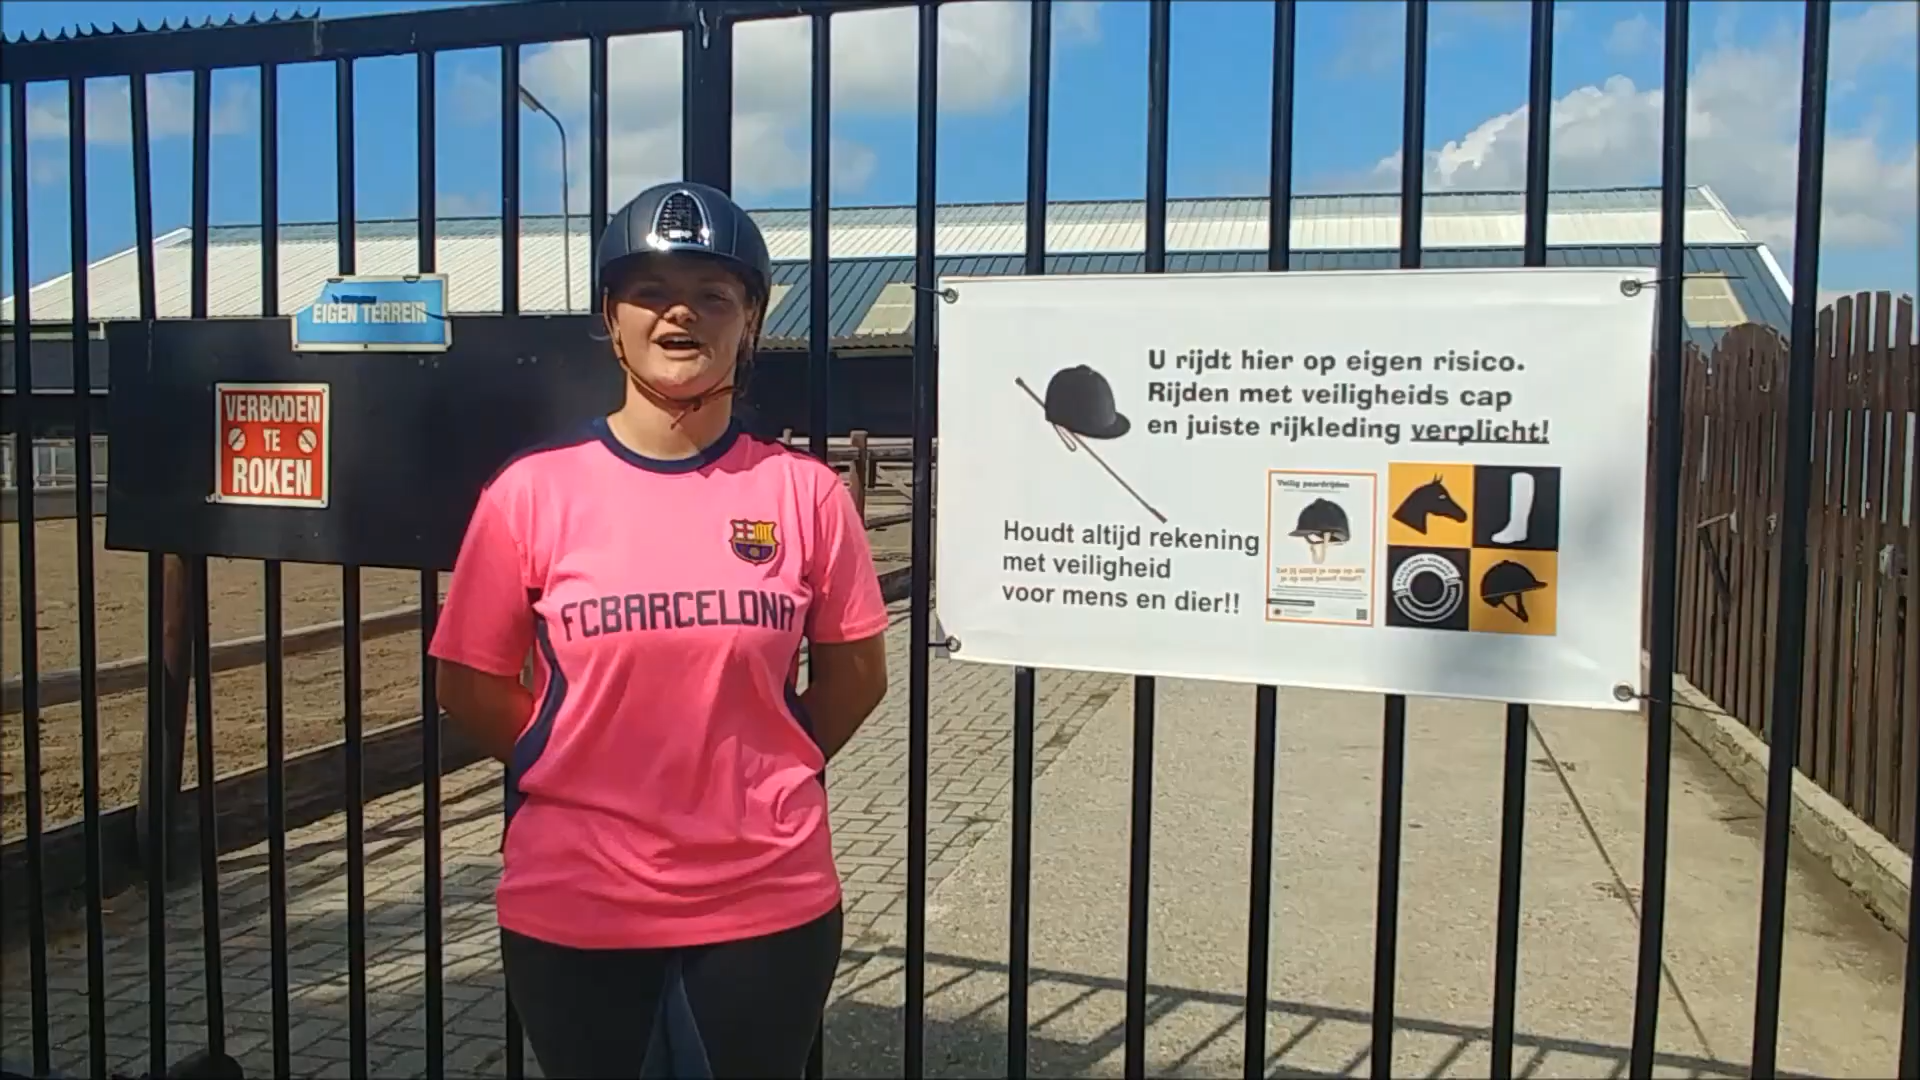 EIGEN TERREIN
VERBODEN
TE
ROKEN
FCBARCELONA
U rijdt hier op eigen risico.
Rijden met veiligheids cap
en juiste rijkleding verplicht!
Houdt altijd rekening
met veiligheid
voor mens en dier!!
Veilig paardrijden